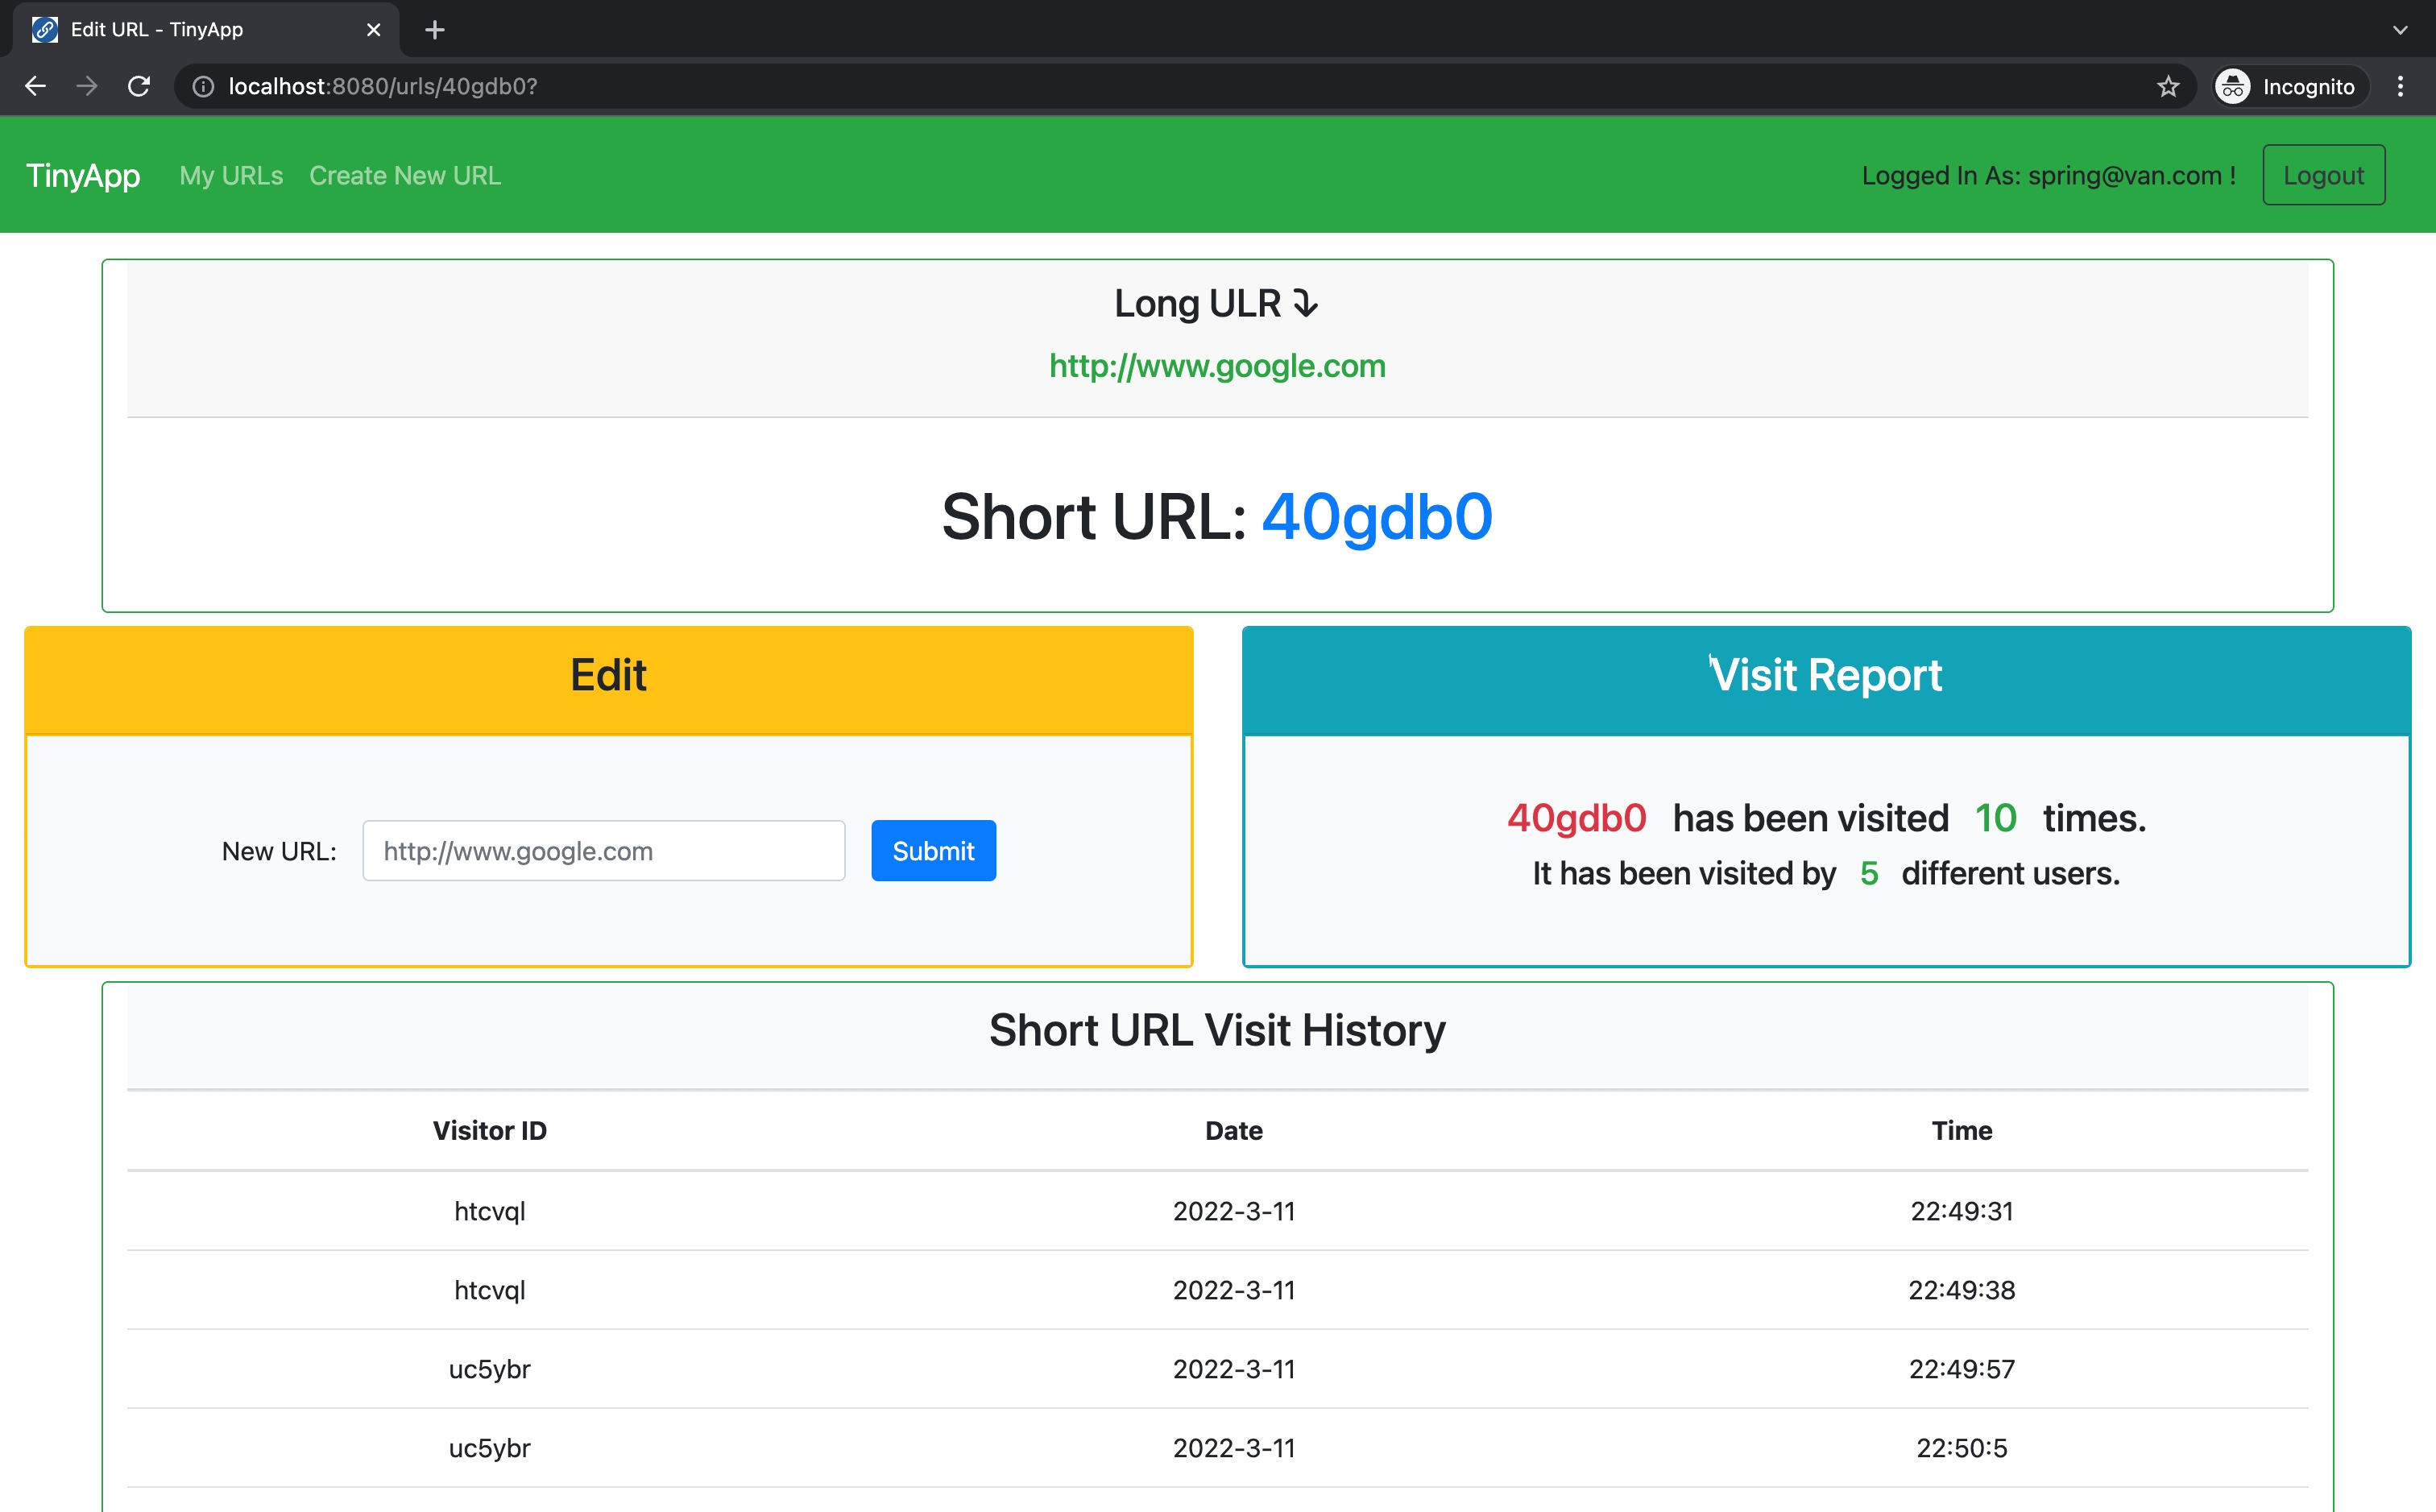 Edit URL - TinyApp
localhost:8080/urls/40gdb0?
Incognito
TinyApp My URLs Create New URL Logged In As: spring@van.com ! Logout
Long ULR
http://www.google.com
Short URL: 40gdb0
Edit
New URL: http://www.google.com Submit
Visit Report
40gdb0 has been visited 10 times.
It has been visited by 5 different users.
Short URL Visit History
Visitor ID Date Time
htcvql 2022-3-11 22:49:31
htcvql 2022-3-11 22:49:38
uc5ybr 2022-3-11 22:49:57
uc5ybr 2022-3-11 22:50:5